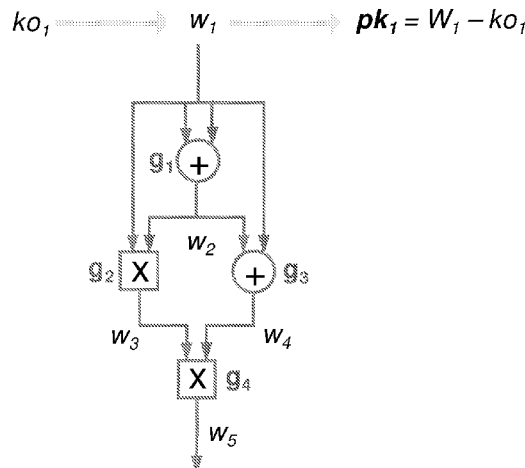 ko₁ w₁ pk₁ = W₁ – ko₁
g₁ +
w₂
g₂ X + g₃
w₃ w₄
X g₄
w₅